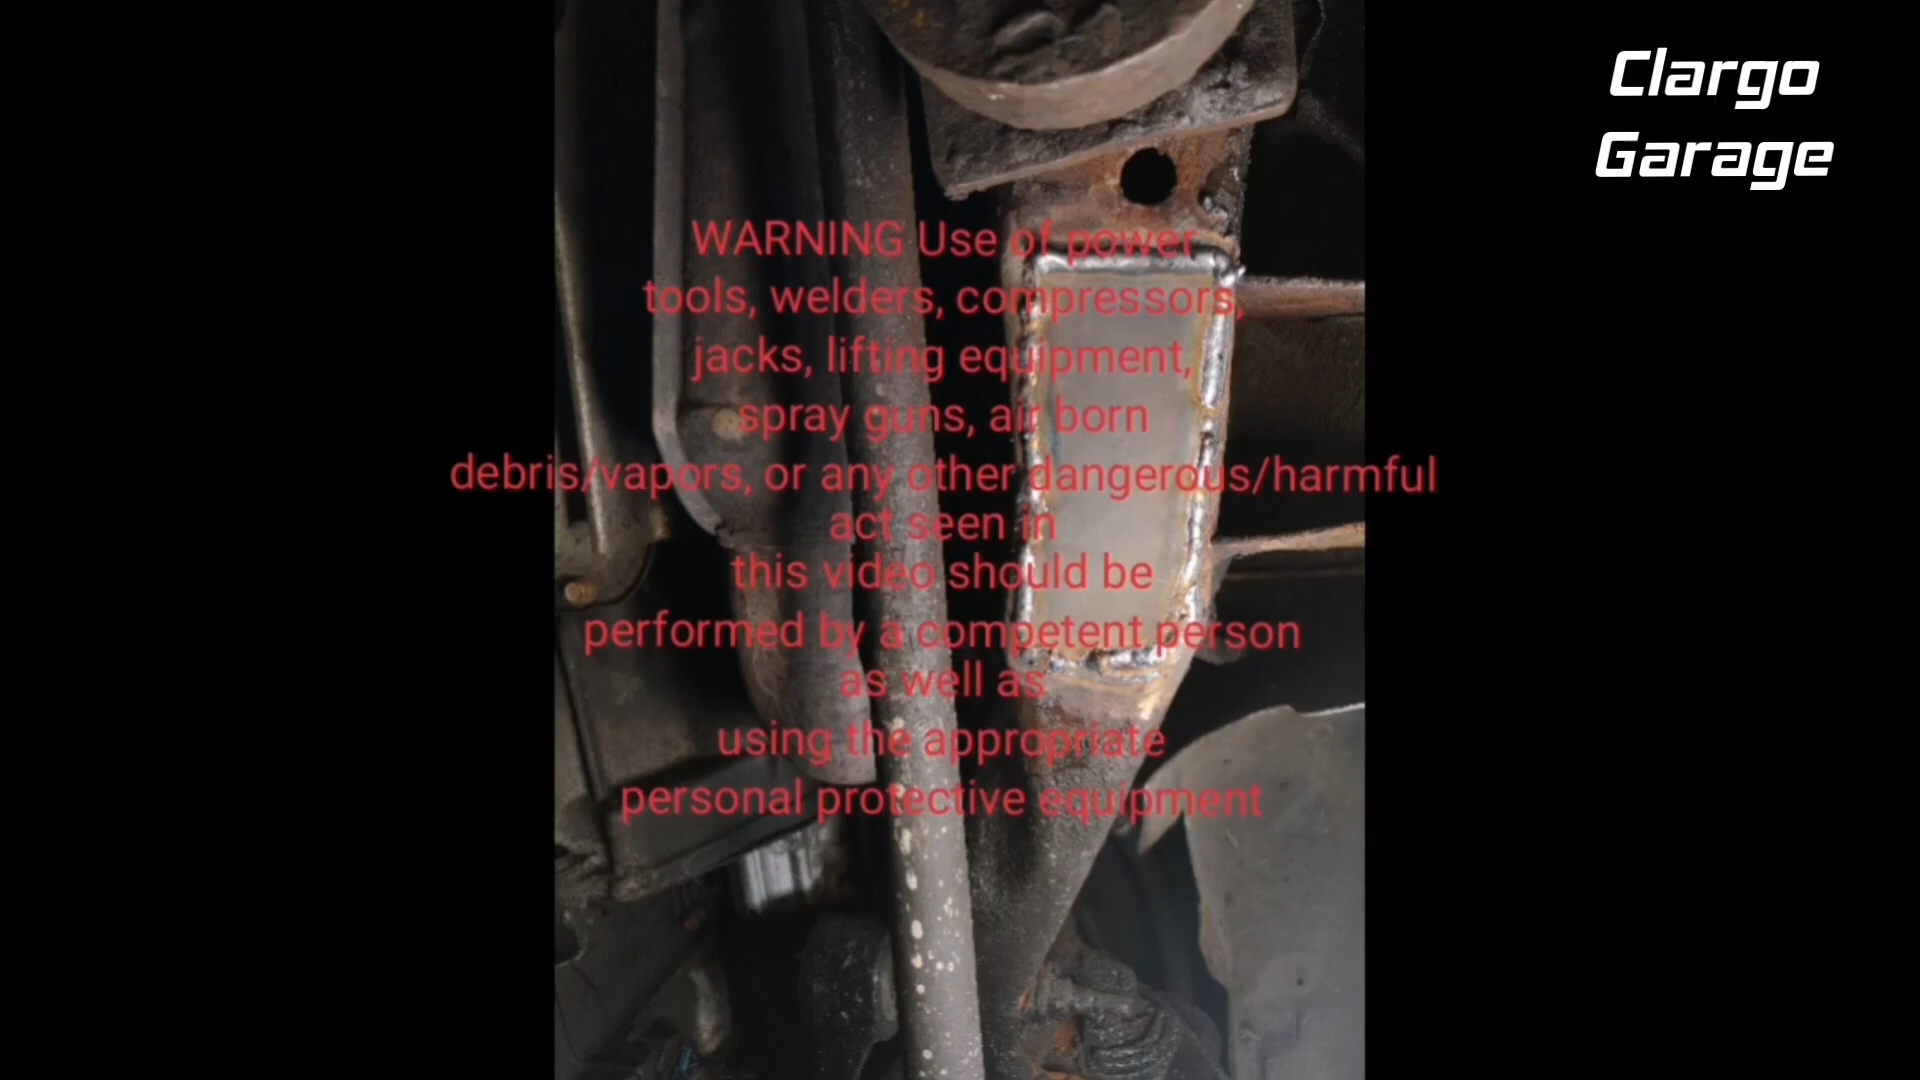 Clargo
Garage
WARNING Use of power
tools, welders, compressors,
jacks, lifting equipment,
spray guns, air born
debris/vapors, or any other dangerous/harmful
act seen in
this video should be
performed by a competent person
as well as
using the appropriate
personal protective equipment